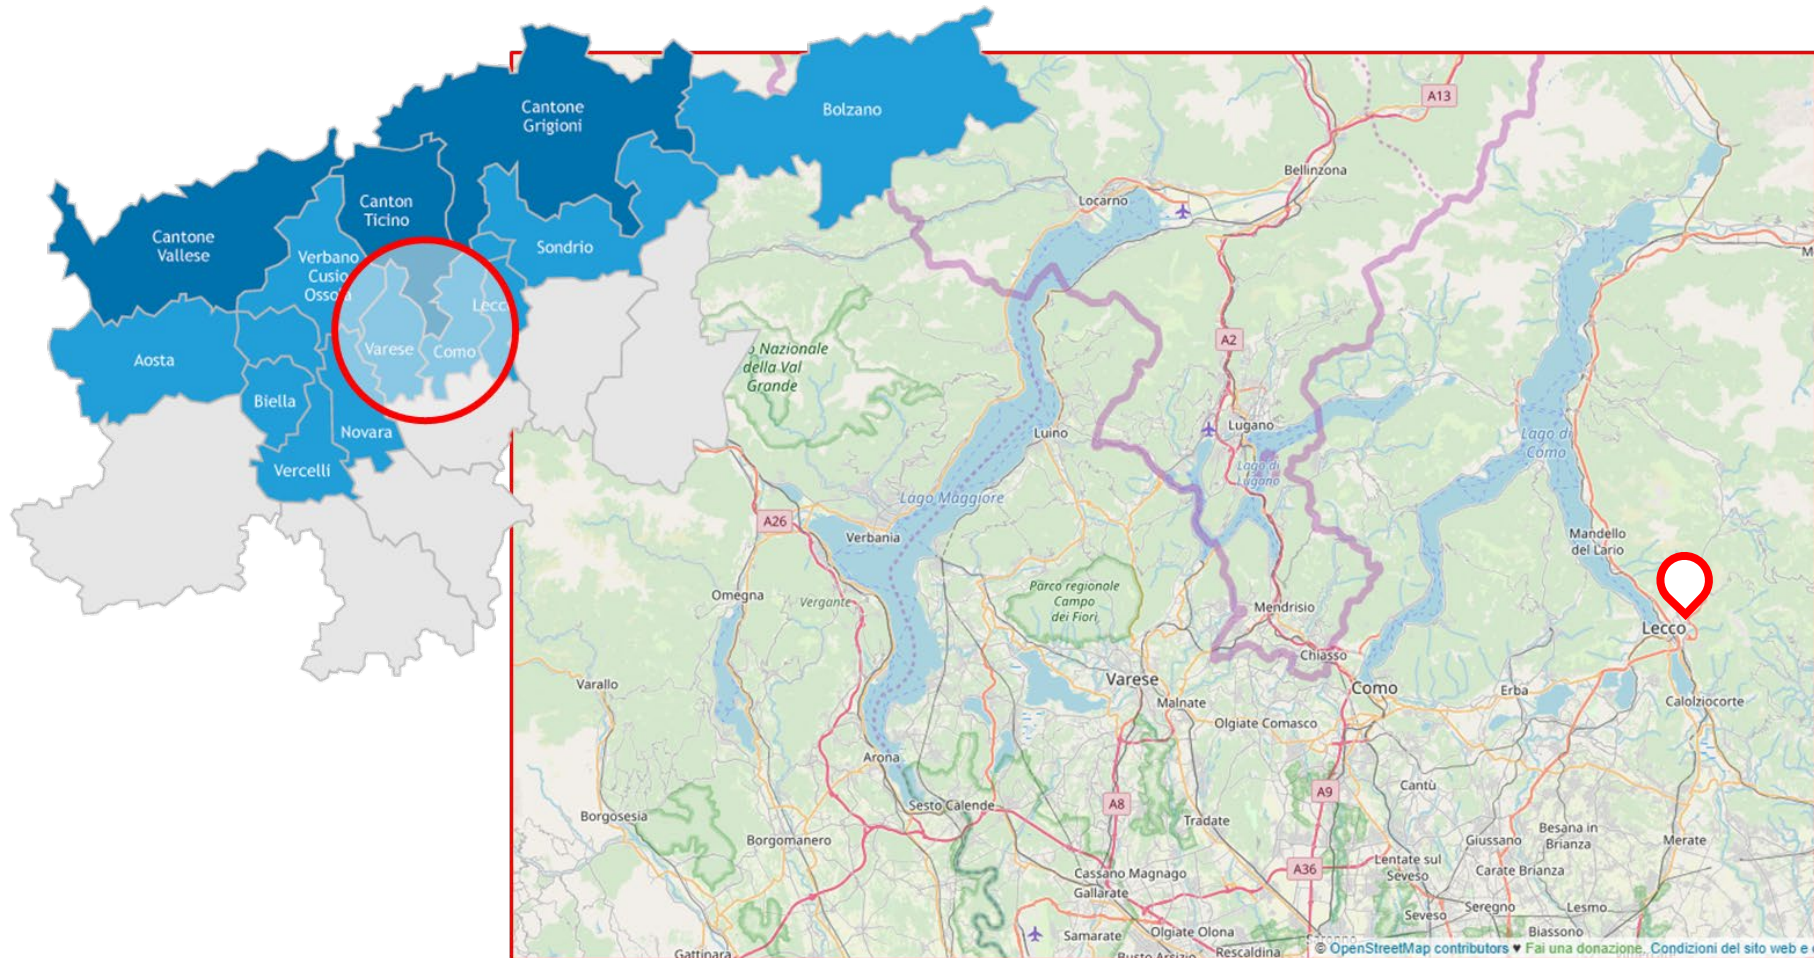 Cantone
Grigioni
Bolzano
Canton
Ticino
Cantone
Vallese
Verbano
Cusio
Ossola
Sondrio
Lecco
Aosta
Varese
Como
Biella
Novara
Vercelli
A13
Bellinzona
Locarno
o Nazionale
della Val
Grande
A2
Luino
Lugano
Lago di
Lugano
Lago di
Como
Lago Maggiore
A26
Verbania
Mandello
del Lario
Omegna
Vergante
Parco regionale
Campo
dei Fiori
Mendrisio
Lecco
Chiasso
Varallo
Varese
Malnate
Como
Erba
Calolziocorte
Olgiate Comasco
Arona
Cantù
Sesto Calende
A8
A9
Borgosesia
Borgomanero
Tradate
Giussano
Besana in
Brianza
Merate
Cassano Magnago
Gallarate
A36
Lentate sul
Seveso
Carate Brianza
Seveso
Seregno
Lesmo
Samarate
Olgiate Olona
Biassono
Gattinara
Busto Arsizio
Rescaldina
© OpenStreetMap contributors ♥ Fai una donazione. Condizioni del sito web e